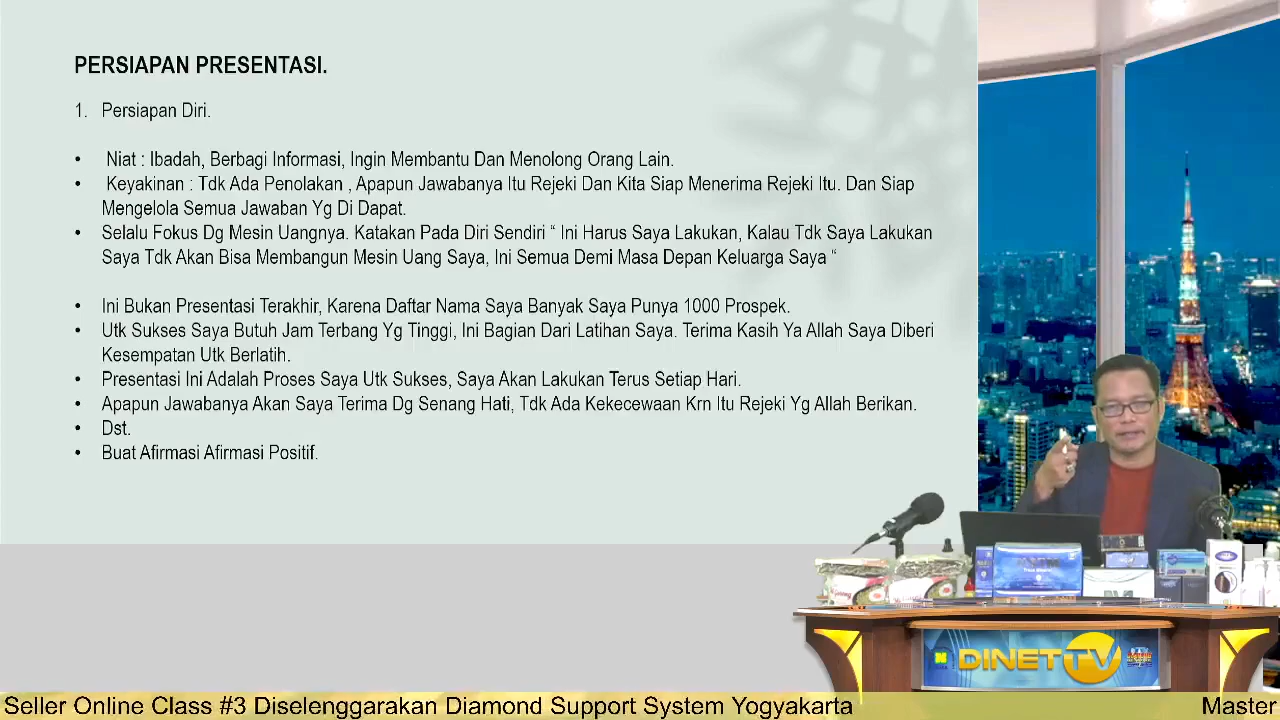 PERSIAPAN PRESENTASI.
1. Persiapan Diri.
• Niat : Ibadah, Berbagi Informasi, Ingin Membantu Dan Menolong Orang Lain.
• Keyakinan : Tdk Ada Penolakan , Apapun Jawabanya Itu Rejeki Dan Kita Siap Menerima Rejeki Itu. Dan Siap
Mengelola Semua Jawaban Yg Di Dapat.
• Selalu Fokus Dg Mesin Uangnya. Katakan Pada Diri Sendiri “ Ini Harus Saya Lakukan, Kalau Tdk Saya Lakukan
Saya Tdk Akan Bisa Membangun Mesin Uang Saya, Ini Semua Demi Masa Depan Keluarga Saya “
• Ini Bukan Presentasi Terakhir, Karena Daftar Nama Saya Banyak Saya Punya 1000 Prospek.
• Utk Sukses Saya Butuh Jam Terbang Yg Tinggi, Ini Bagian Dari Latihan Saya. Terima Kasih Ya Allah Saya Diberi
Kesempatan Utk Berlatih.
• Presentasi Ini Adalah Proses Saya Utk Sukses, Saya Akan Lakukan Terus Setiap Hari.
• Apapun Jawabanya Akan Saya Terima Dg Senang Hati, Tdk Ada Kekecewaan Krn Itu Rejeki Yg Allah Berikan.
• Dst.
• Buat Afirmasi Afirmasi Positif.
DINET TV
Seller Online Class #3 Diselenggarakan Diamond Support System Yogyakarta
Master